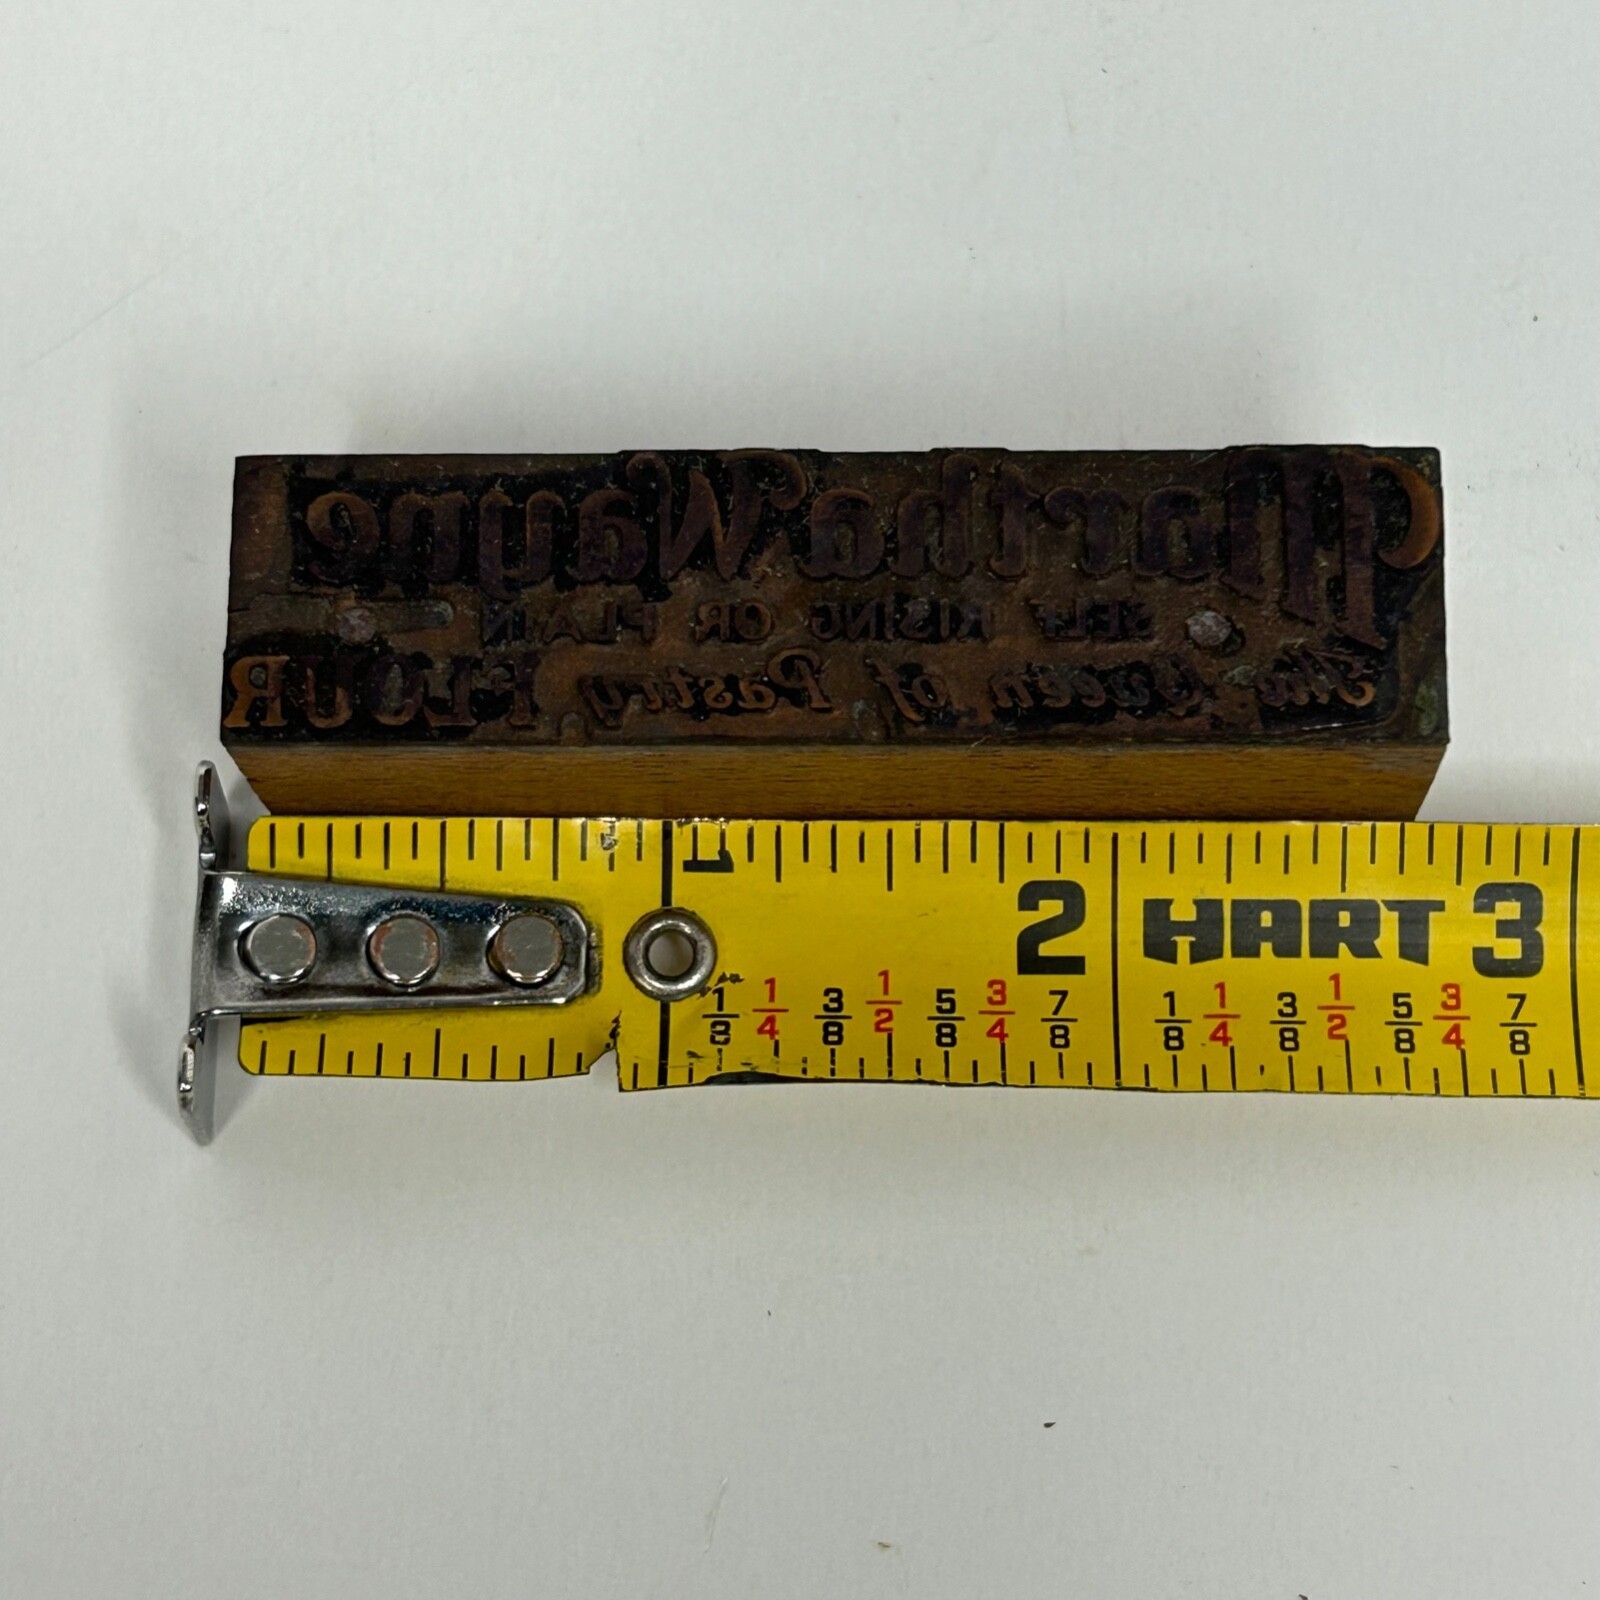 Martha Wayne
SELF RISING OR PLAIN
The Queen of Pastry FLOUR
1 2 HART 3
1/8 1/4 3/8 1/2 5/8 3/4 7/8 1/8 1/4 3/8 1/2 5/8 3/4 7/8